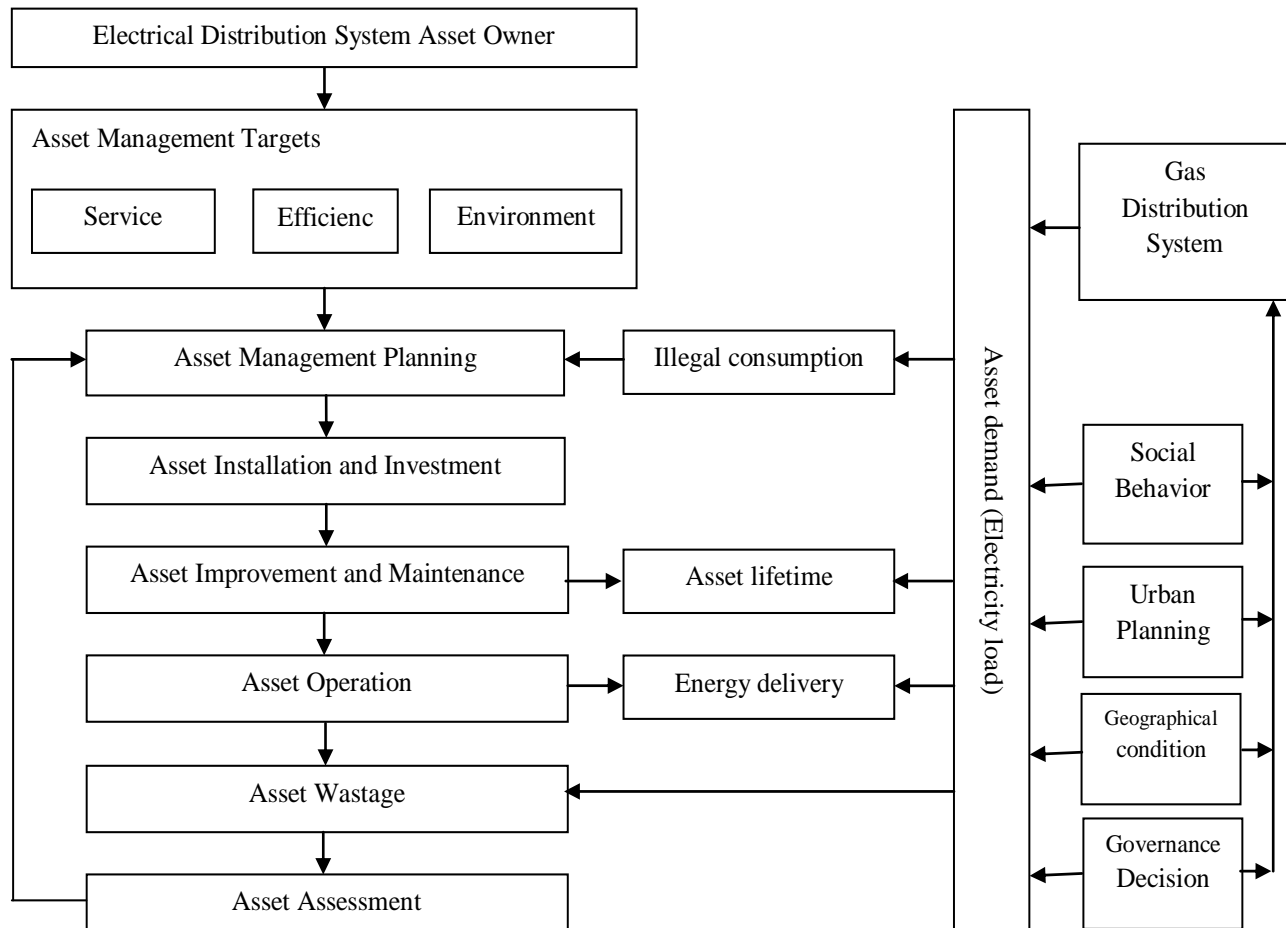 Electrical Distribution System Asset Owner
Asset Management Targets
Service
Efficienc
Environment
Asset Management Planning
Illegal consumption
Asset Installation and Investment
Asset Improvement and Maintenance
Asset lifetime
Asset Operation
Energy delivery
Asset Wastage
Asset Assessment
Asset demand (Electricity load)
Gas
Distribution
System
Social
Behavior
Urban
Planning
Geographical
condition
Governance
Decision